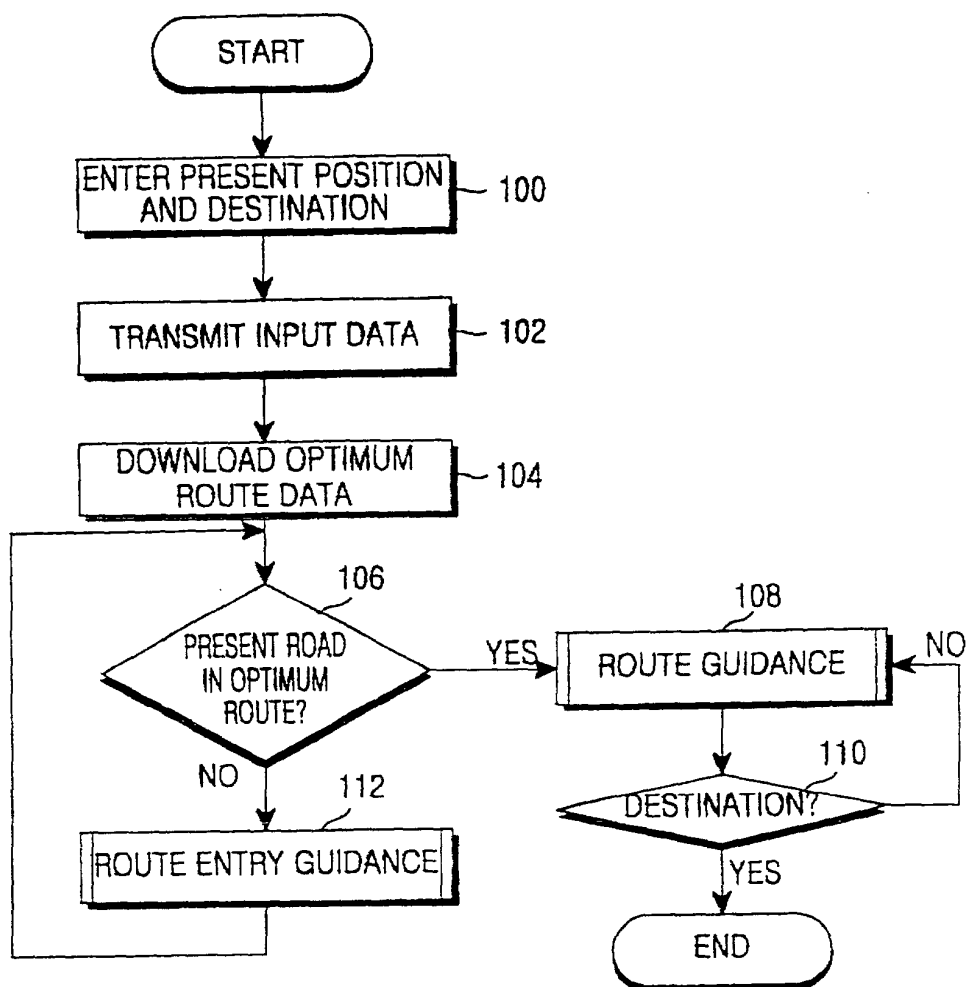 START
ENTER PRESENT POSITION
AND DESTINATION
100
TRANSMIT INPUT DATA
102
DOWNLOAD OPTIMUM
ROUTE DATA
104
106
PRESENT ROAD
IN OPTIMUM
ROUTE?
YES
NO
108
ROUTE GUIDANCE
NO
110
DESTINATION?
YES
112
ROUTE ENTRY GUIDANCE
END